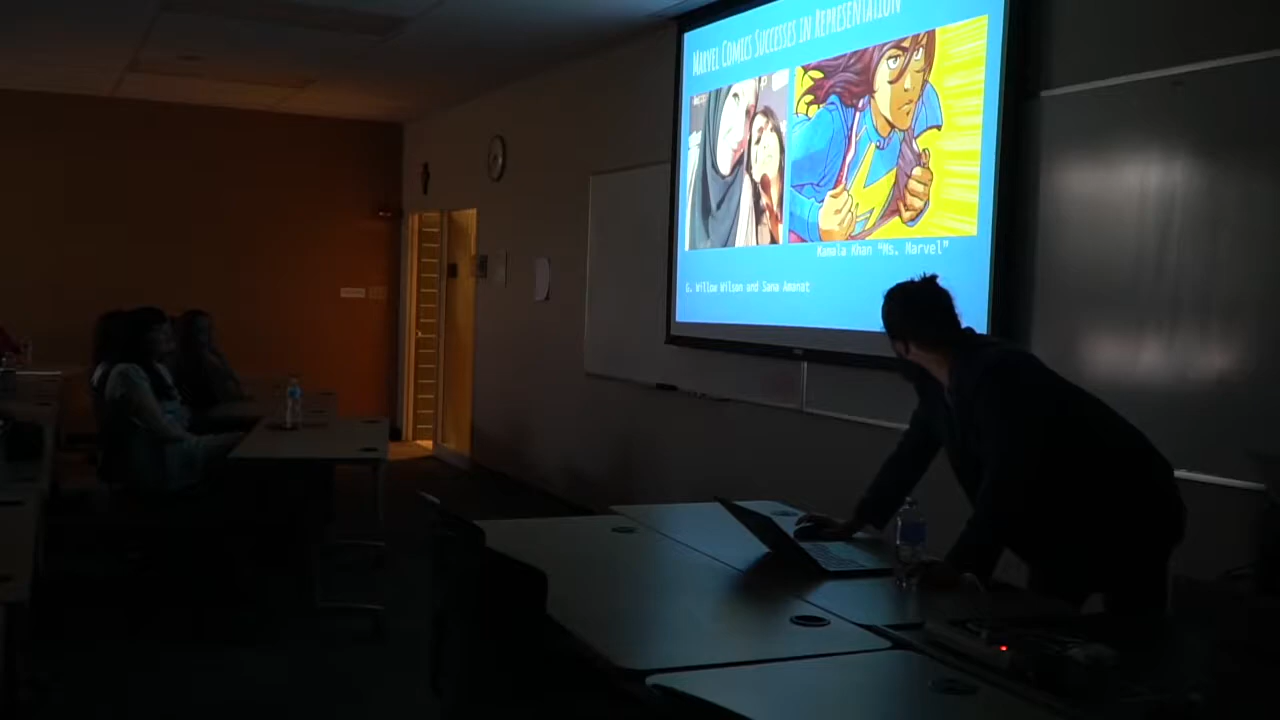 Marvel Comics Successes in Representation
Kamala Khan "Ms. Marvel"
G. Willow Wilson and Sana Amanat